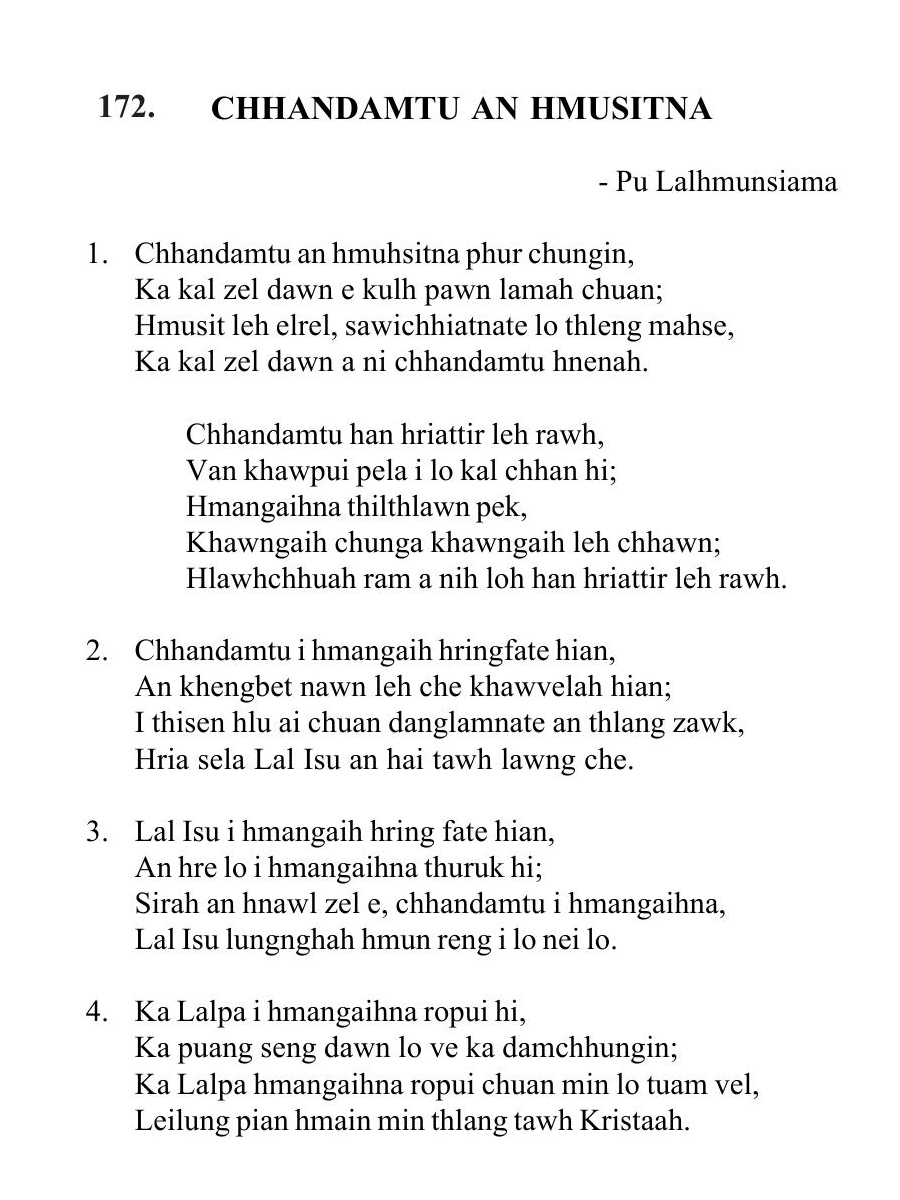 172. CHHANDAMTU AN HMUSITNA
- Pu Lalhmunsiama
1. Chhandamtu an hmuhsitna phur chungin,
Ka kal zel dawn e kulh pawn lamah chuan;
Hmusit leh elrel, sawichhiatnate lo thleng mahse,
Ka kal zel dawn a ni chhandamtu hnenah.
Chhandamtu han hriattir leh rawh,
Van khawpui pela i lo kal chhan hi;
Hmangaihna thilthlawn pek,
Khawngaih chunga khawngaih leh chhawn;
Hlawhchhuah ram a nih loh han hriattir leh rawh.
2. Chhandamtu i hmangaih hringfate hian,
An khengbet nawn leh che khawvelah hian;
I thisen hlu ai chuan danglamnate an thlang zawk,
Hria sela Lal Isu an hai tawh lawng che.
3. Lal Isu i hmangaih hring fate hian,
An hre lo i hmangaihna thuruk hi;
Sirah an hnawl zel e, chhandamtu i hmangaihna,
Lal Isu lungnghah hmun reng i lo nei lo.
4. Ka Lalpa i hmangaihna ropui hi,
Ka puang seng dawn lo ve ka damchhungin;
Ka Lalpa hmangaihna ropui chuan min lo tuam vel,
Leilung pian hmain min thlang tawh Kristaah.